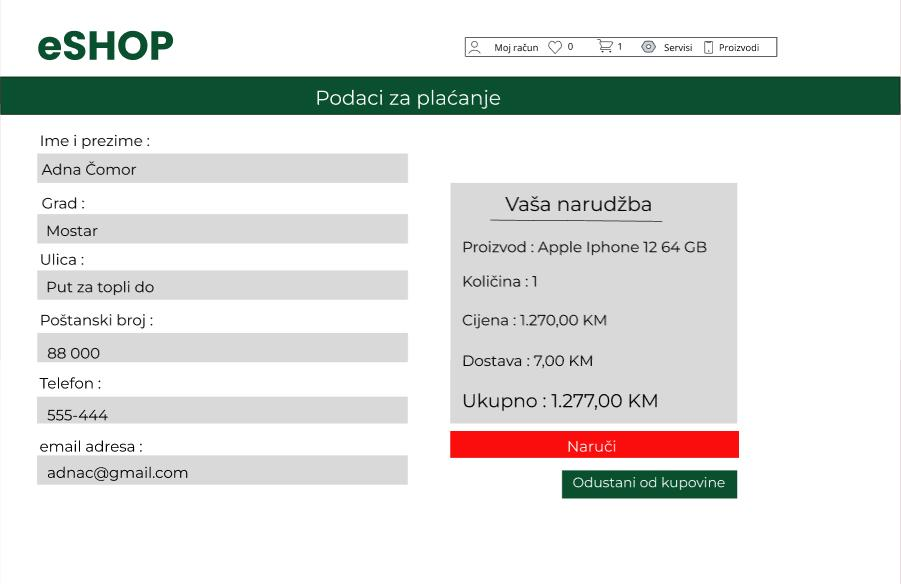 eSHOP
Moj račun 0 1 Servisi Proizvodi
Podaci za plaćanje
Ime i prezime :
Adna Čomor
Grad :
Mostar
Ulica :
Put za topli do
Poštanski broj :
88 000
Telefon :
555-444
email adresa :
adnac@gmail.com
Vaša narudžba
Proizvod : Apple Iphone 12 64 GB
Količina : 1
Cijena : 1.270,00 KM
Dostava : 7,00 KM
Ukupno : 1.277,00 KM
Naruči
Odustani od kupovine